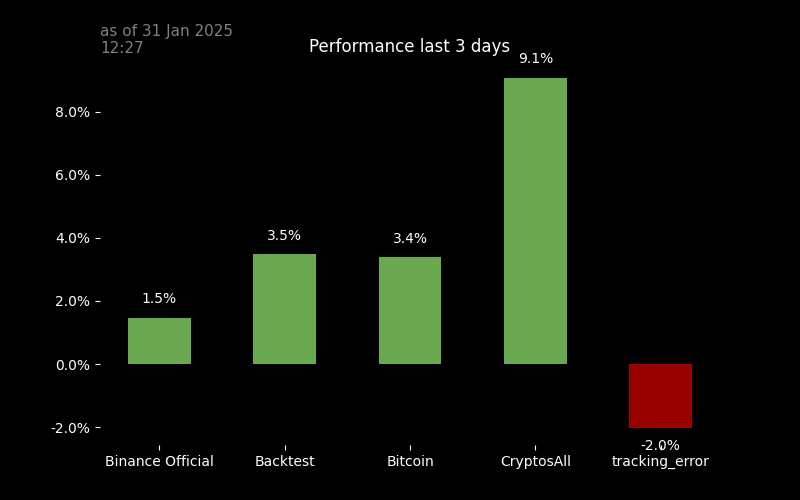 as of 31 Jan 2025
12:27
Performance last 3 days
9.1%
8.0%
6.0%
4.0%
3.5%
3.4%
2.0%
1.5%
0.0%
-2.0%
-2.0%
Binance Official
Backtest
Bitcoin
CryptosAll
tracking_error